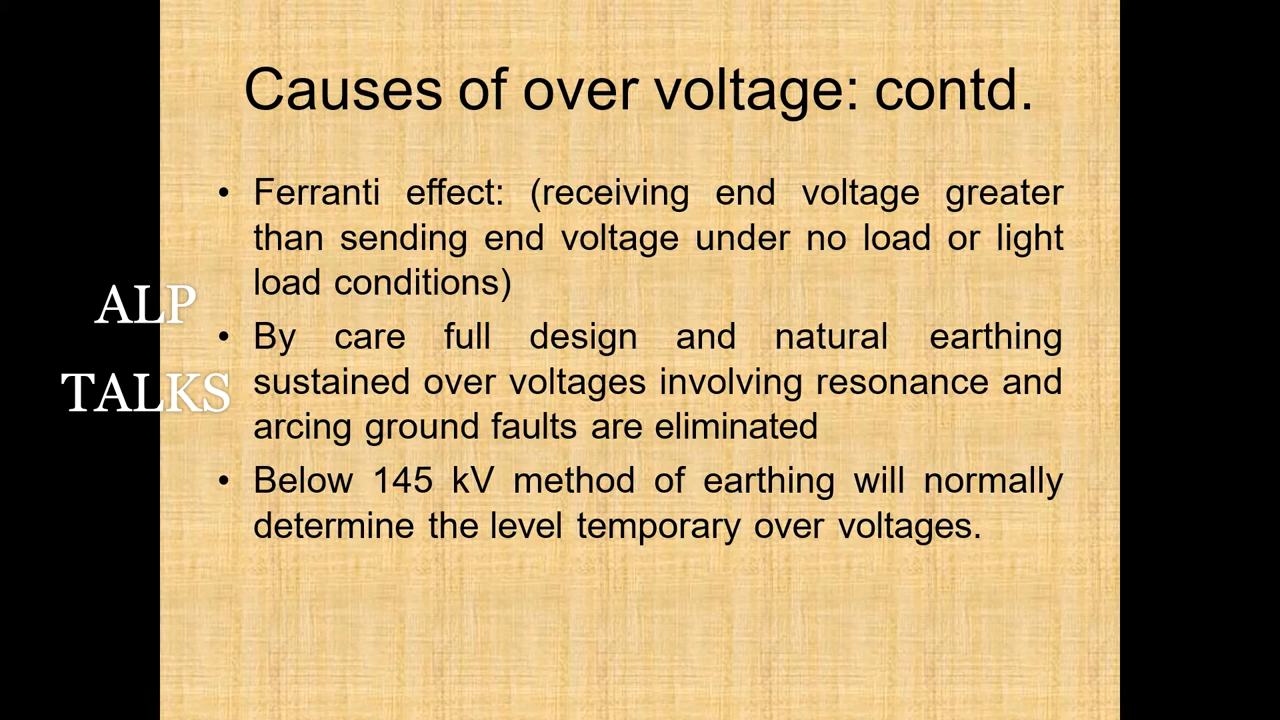 Causes of over voltage: contd.
• Ferranti effect: (receiving end voltage greater
than sending end voltage under no load or light
load conditions)
• By care full design and natural earthing
sustained over voltages involving resonance and
arcing ground faults are eliminated
• Below 145 kV method of earthing will normally
determine the level temporary over voltages.
ALP
TALKS